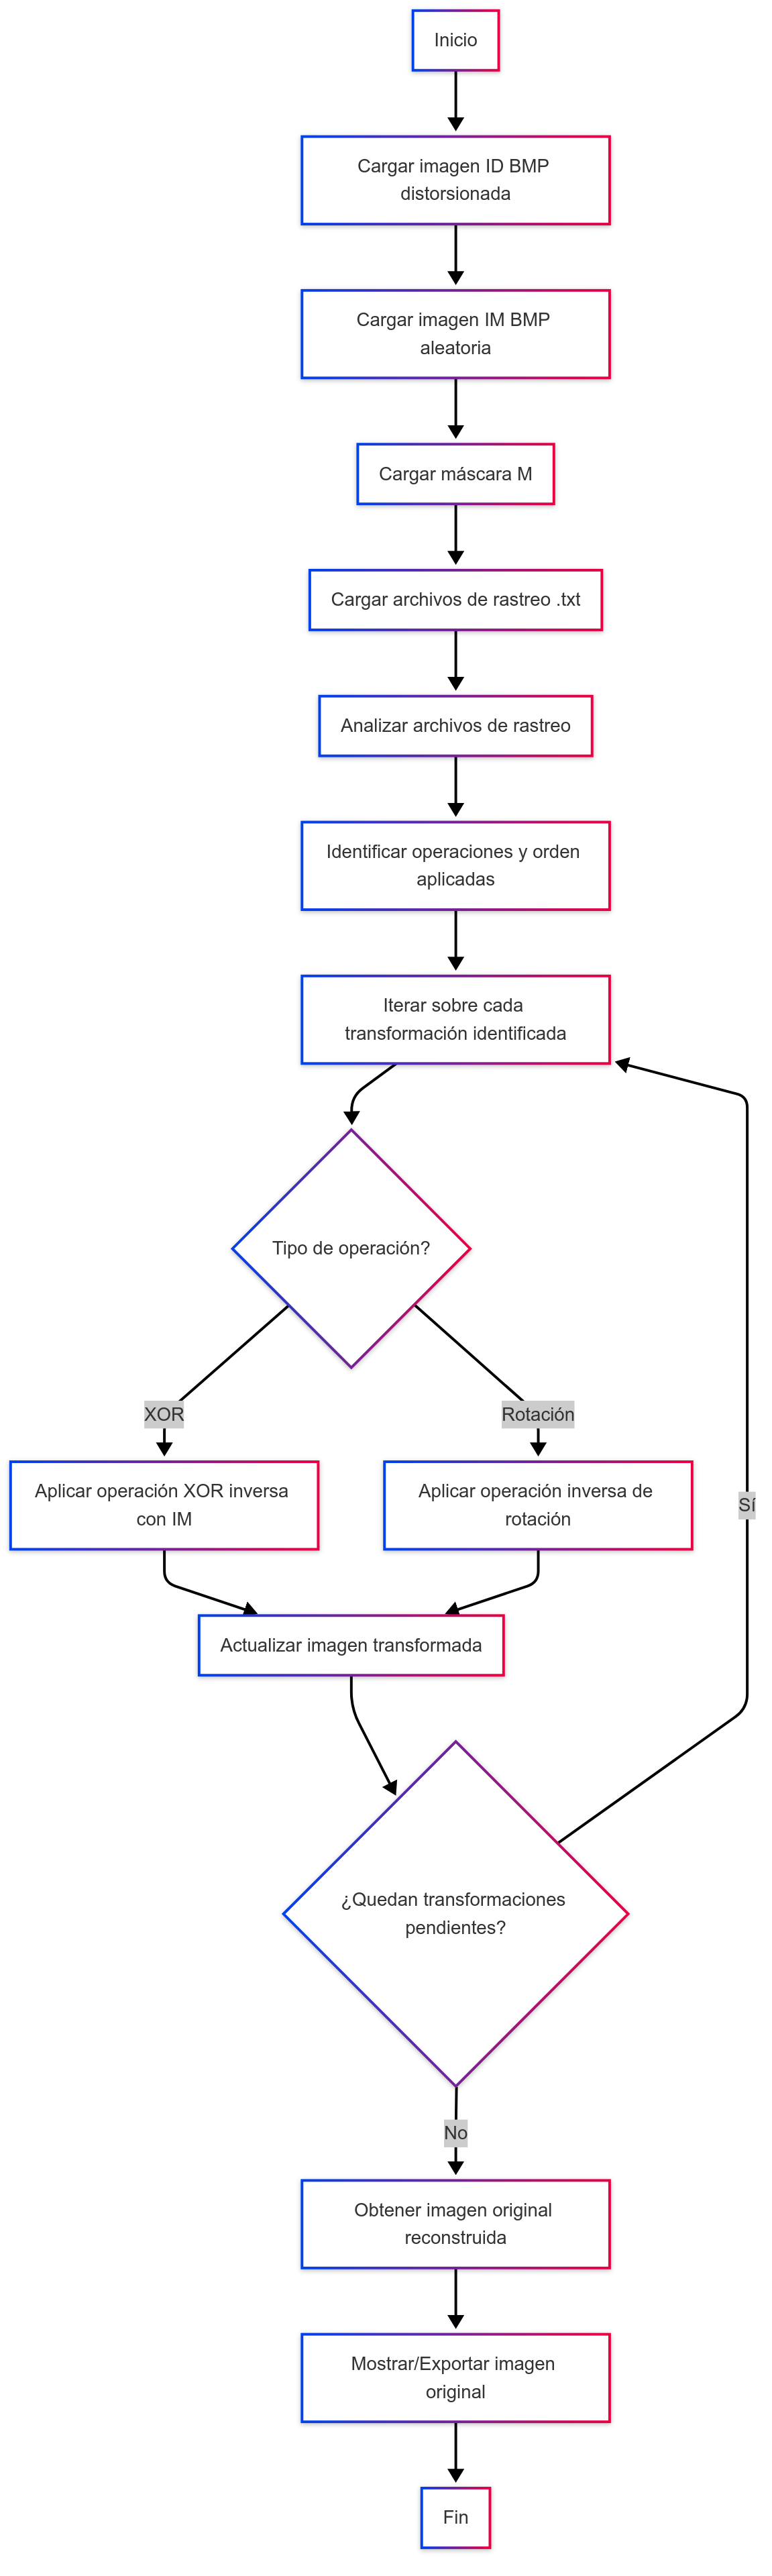 Inicio
Cargar imagen ID BMP
distorsionada
Cargar imagen IM BMP
aleatoria
Cargar máscara M
Cargar archivos de rastreo .txt
Analizar archivos de rastreo
Identificar operaciones y orden
aplicadas
Iterar sobre cada
transformación identificada
Tipo de operación?
XOR
Rotación
Aplicar operación XOR inversa
con IM
Aplicar operación inversa de
rotación
Sí
Actualizar imagen transformada
¿Quedan transformaciones
pendientes?
No
Obtener imagen original
reconstruida
Mostrar/Exportar imagen
original
Fin